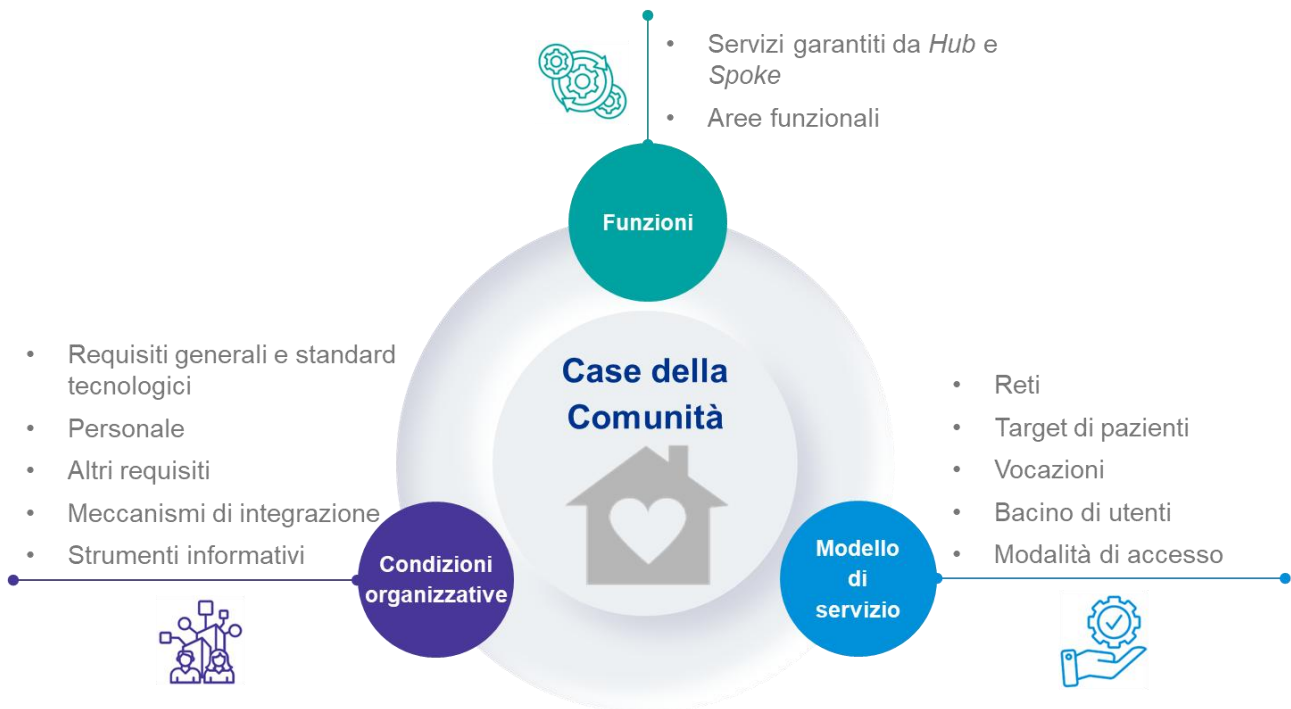 • Servizi garantiti da Hub e
Spoke
• Aree funzionali
Funzioni
Case della
Comunità
• Requisiti generali e standard
tecnologici
• Personale
• Altri requisiti
• Meccanismi di integrazione
• Strumenti informativi
Condizioni
organizzative
• Reti
• Target di pazienti
• Vocazioni
• Bacino di utenti
• Modalità di accesso
Modello
di
servizio